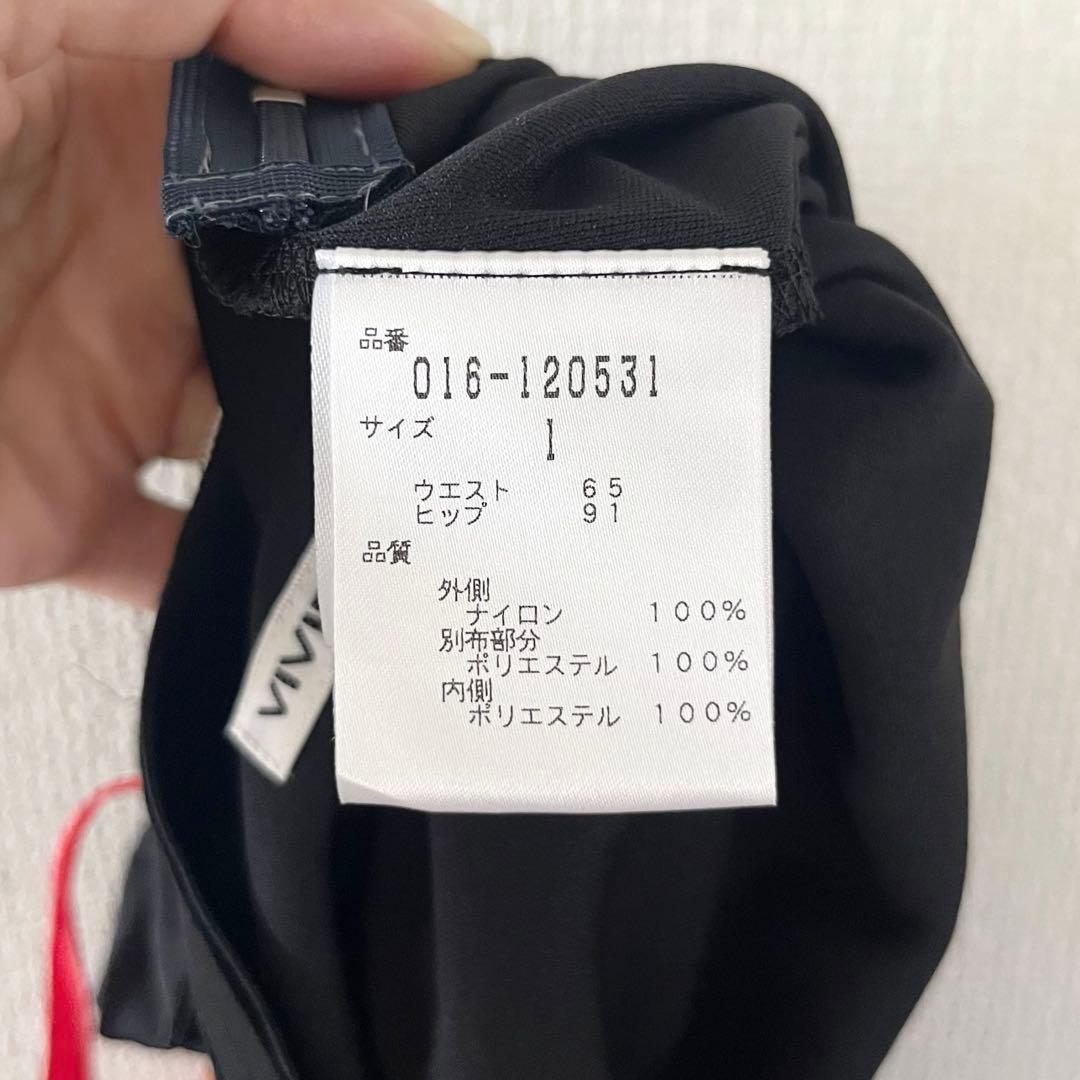 品番
016-120531
サイズ 1
ウエスト 65
ヒップ 91
品質
外側
ナイロン 100%
別布部分
ポリエステル 100%
内側
ポリエステル 100%